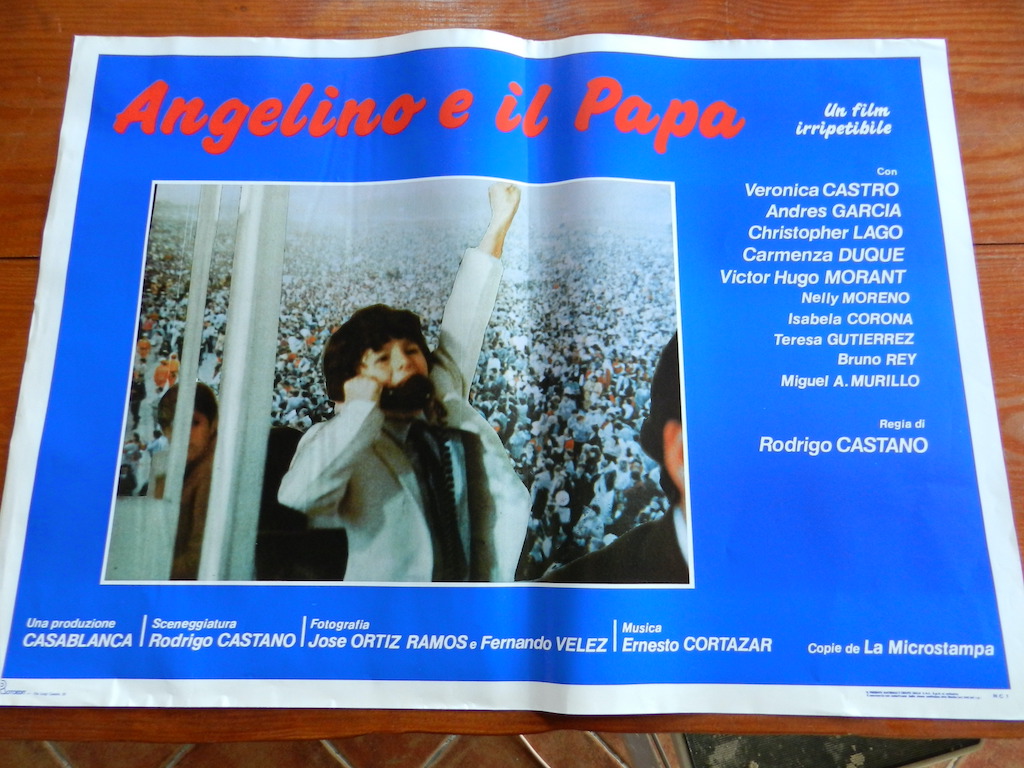 Angelino e il Papa
Un film
irripetibile
Con
Veronica CASTRO
Andres GARCIA
Christopher LAGO
Carmenza DUQUE
Victor Hugo MORANT
Nelly MORENO
Isabela CORONA
Teresa GUTIERREZ
Bruno REY
Miguel A. MURILLO
Regia di
Rodrigo CASTANO
Una produzione
CASABLANCA
Sceneggiatura
Rodrigo CASTANO
Fotografia
Jose ORTIZ RAMOS e Fernando VELEZ
Musica
Ernesto CORTAZAR
Copie de La Microstampa